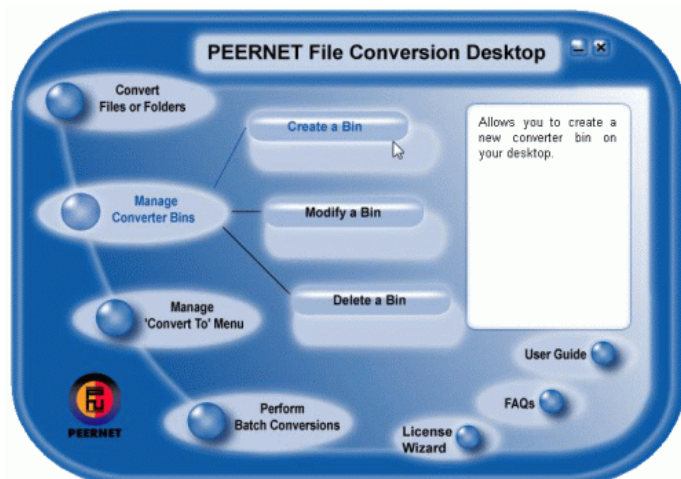 PEERNET File Conversion Desktop
Convert
Files or Folders
Create a Bin
Allows you to create a
new converter bin on
your desktop.
Manage
Converter Bins
Modify a Bin
Manage
'Convert To' Menu
Delete a Bin
User Guide
FAQs
Perform
Batch Conversions
License
Wizard
PEERNET